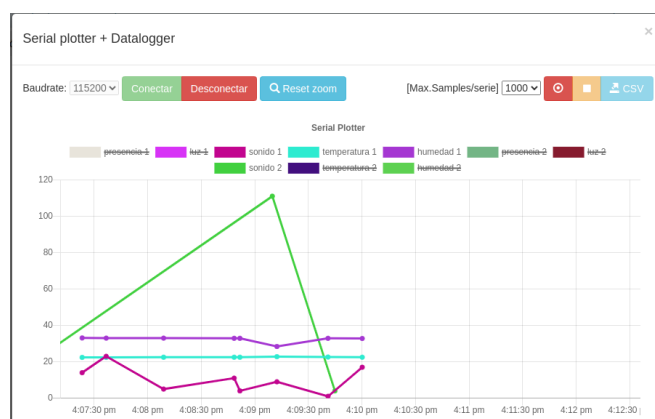 Serial plotter + Datalogger ×
Baudrate: 115200 Conectar Desconectar Reset zoom [Max.Samples/serie] 1000 CSV
Serial Plotter
presencia 1 luz 1 sonido 1 temperatura 1 humedad 1 presencia 2 luz 2
sonido 2 temperatura 2 humedad 2
120
100
80
60
40
20
0
4:07:30 pm 4:08 pm 4:08:30 pm 4:09 pm 4:09:30 pm 4:10 pm 4:10:30 pm 4:11 pm 4:11:30 pm 4:12 pm 4:12:30